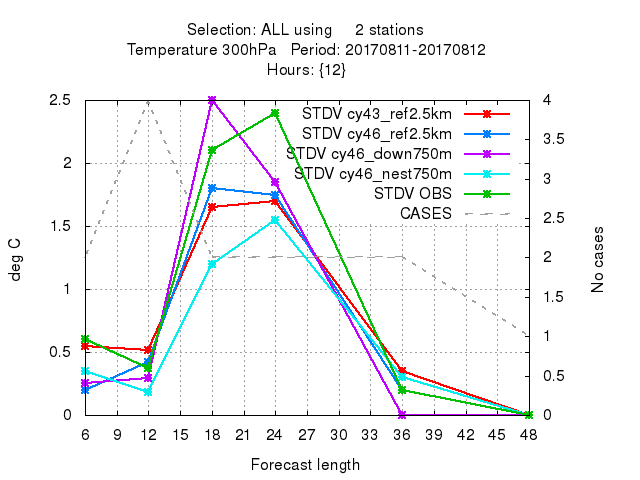 Selection: ALL using     2 stations
Temperature 300hPa   Period: 20170811-20170812
Hours: {12}
STDV cy43_ref2.5km
STDV cy46_ref2.5km
STDV cy46_down750m
STDV cy46_nest750m
STDV OBS
CASES
2.5
2
1.5
1
0.5
0
deg C
4
3.5
3
2.5
2
1.5
1
0.5
0
No cases
6 9 12 15 18 21 24 27 30 33 36 39 42 45 48
Forecast length